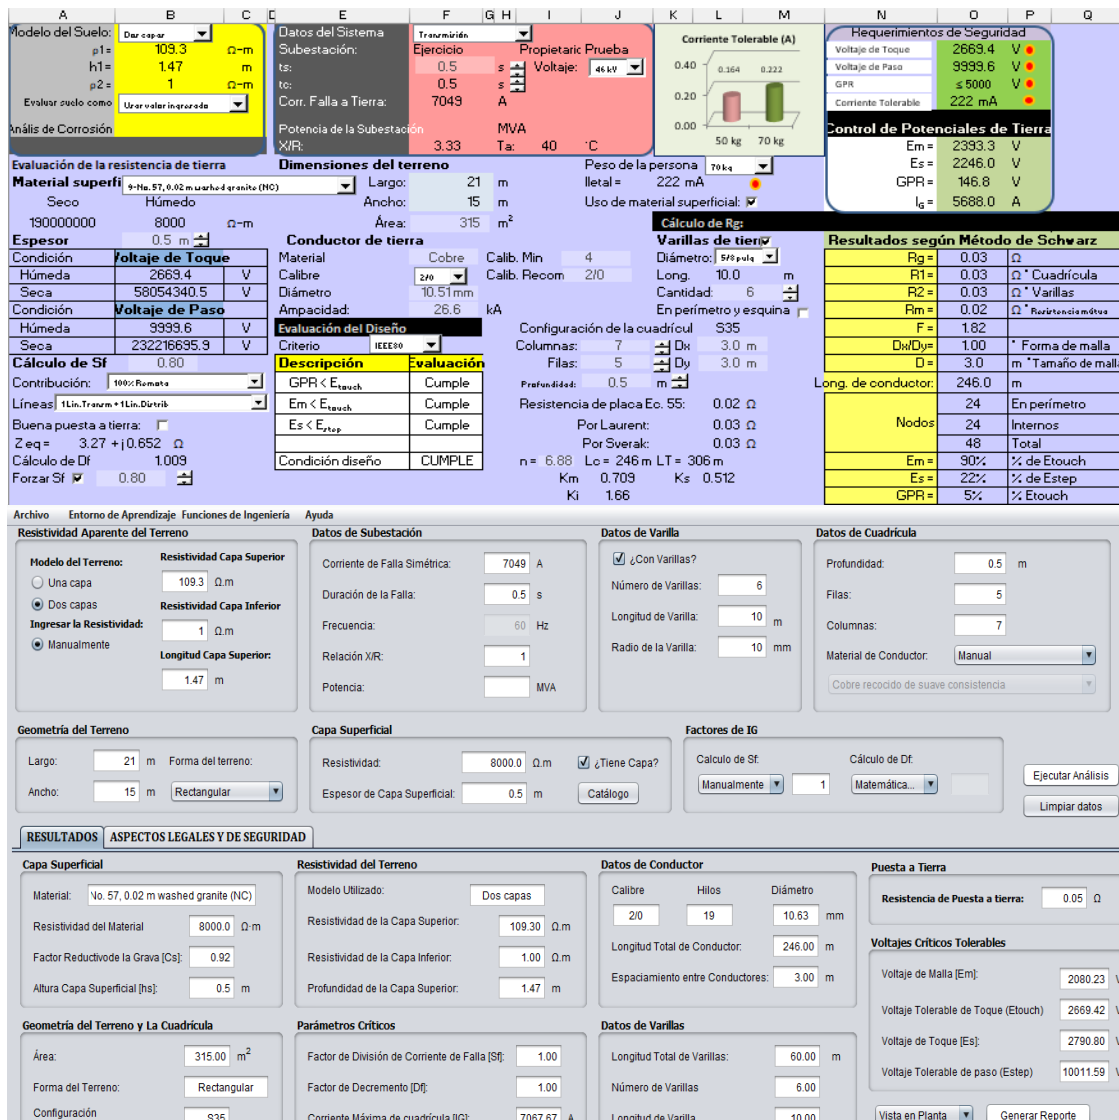 A B C D E F G H I J K L M N O P Q
Modelo del Suelo: Dar capar
ρ1= 109.3 Ω-m
h1= 1.47 m
ρ2= 1 Ω-m
Evaluar suelo como Usar valor ingresado
Anális de Corrosión
Datos del Sistema Transmisión
Subestación: Ejercicio Propietaric Prueba
ts: 0.5 s Voltaje: 46 kV
tc: 0.5 s
Corr. Falla a Tierra: 7049 A
Potencia de la Subestación MVA
X/R: 3.33 Ta: 40 °C
Corriente Tolerable (A)
0.40
0.20
0.00
0.164 0.222
50 kg 70 kg
Requerimientos de Seguridad
Voltaje de Toque 2669.4 V
Voltaje de Paso 9999.6 V
GPR ≤ 5000 V
Corriente Tolerable 222 mA
Control de Potenciales de Tierra
Em = 2393.3 V
Es = 2246.0 V
GPR = 146.8 V
IG = 5688.0 A
Evaluación de la resistencia de tierra
Material superfi 9-No. 57, 0.02 m washed granite (NC)
Seco Húmedo
190000000 8000 Ω-m
Espesor 0.5 m
Condición Voltaje de Toque
Húmeda 2669.4 V
Seca 58054340.5 V
Condición Voltaje de Paso
Húmeda 9999.6 V
Seca 232216695.9 V
Cálculo de Sf 0.80
Contribución: 100% Remota
Líneas 1Lin.Transm + 1Lin.Distrib
Buena puesta a tierra:
Zeq = 3.27 +j 0.652 Ω
Cálculo de Df 1.009
Forzar Sf 0.80
Dimensiones del terreno
Largo: 21 m
Ancho: 15 m
Área: 315 m²
Peso de la persona 70 kg
Iletal = 222 mA
Uso de material superficial:
Conductor de tierra
Material Cobre Calib. Min 4
Calibre 2/0 Calib. Recom 2/0
Diámetro 10.51 mm
Ampacidad: 26.6 kA
Evaluación del Diseño
Criterio IEEE80
Descripción Evaluación
GPR < Etouch Cumple
Em < Etouch Cumple
Es < Estep Cumple
Condición diseño CUMPLE
Cálculo de Rg:
Varillas de tierr
Diámetro: 5/8 pulg
Long. 10.0 m
Cantidad: 6
En perímetro y esquina
Configuración de la cuadrícul S35
Columnas: 7 Dx 3.0 m
Filas: 5 Dy 3.0 m
Profundidad: 0.5 m
Resistencia de placa Ec. 55: 0.02 Ω
Por Laurent: 0.03 Ω
Por Sverak: 0.03 Ω
n = 6.88 Lc = 246 m LT = 306 m
Km 0.709 Ks 0.512
Ki 1.66
Resultados según Método de Schwarz
Rg = 0.03 Ω
R1 = 0.03 Ω * Cuadrícula
R2 = 0.03 Ω * Varillas
Rm = 0.02 Ω * Resistencia mútua
F = 1.82
Dx/Dy= 1.00 * Forma de malla
D = 3.0 m *Tamaño de malla
Long. de conductor: 246.0 m
Nodos
24 En perímetro
24 Internos
48 Total
Em = 90% % de Etouch
Es = 22% % de Estep
GPR = 5% % Etouch
Archivo Entorno de Aprendizaje Funciones de Ingeniería Ayuda
Resistividad Aparente del Terreno
Modelo del Terreno:
Una capa
Dos capas
Ingresar la Resistividad:
Manualmente
Resistividad Capa Superior
109.3 Ω.m
Resistividad Capa Inferior
1 Ω.m
Longitud Capa Superior:
1.47 m
Datos de Subestación
Corriente de Falla Simétrica: 7049 A
Duración de la Falla: 0.5 s
Frecuencia: 60 Hz
Relación X/R: 1
Potencia: MVA
Datos de Varilla
¿Con Varillas?
Número de Varillas: 6
Longitud de Varilla: 10 m
Radio de la Varilla: 10 mm
Datos de Cuadrícula
Profundidad: 0.5 m
Filas: 5
Columnas: 7
Material de Conductor: Manual
Cobre recocido de suave consistencia
Geometría del Terreno
Largo: 21 m Forma del terreno:
Ancho: 15 m Rectangular
Capa Superficial
Resistividad: 8000.0 Ω.m ¿Tiene Capa?
Espesor de Capa Superficial: 0.5 m Catálogo
Factores de IG
Calculo de Sf: Cálculo de Df:
Manualmente 1 Matemática...
Ejecutar Análisis
Limpiar datos
RESULTADOS ASPECTOS LEGALES Y DE SEGURIDAD
Capa Superficial
Material: No. 57, 0.02 m washed granite (NC)
Resistividad del Material 8000.0 Ω·m
Factor Reductivode la Grava [Cs]: 0.92
Altura Capa Superficial [hs]: 0.5 m
Resistividad del Terreno
Modelo Utilizado: Dos capas
Resistividad de la Capa Superior: 109.30 Ω.m
Resistividad de la Capa Inferior: 1.00 Ω.m
Profundidad de la Capa Superior: 1.47 m
Datos de Conductor
Calibre Hilos Diámetro
2/0 19 10.63 mm
Longitud Total de Conductor: 246.00 m
Espaciamiento entre Conductores: 3.00 m
Puesta a Tierra
Resistencia de Puesta a tierra: 0.05 Ω
Voltajes Críticos Tolerables
Voltaje de Malla [Em]: 2080.23 V
Voltaje Tolerable de Toque (Etouch) 2669.42 V
Voltaje de Toque [Es]: 2790.80 V
Voltaje Tolerable de paso (Estep) 10011.59 V
Geometría del Terreno y La Cuadrícula
Área: 315.00 m²
Forma del Terreno: Rectangular
Configuración S35
Parámetros Críticos
Factor de División de Corriente de Falla [Sf]: 1.00
Factor de Decremento [Df]: 1.00
Corriente Máxima de cuadrícula [IG]: 7067.67 A
Datos de Varillas
Longitud Total de Varillas: 60.00 m
Número de Varillas 6.00
Longitud de Varilla 10.00
Vista en Planta Generar Reporte